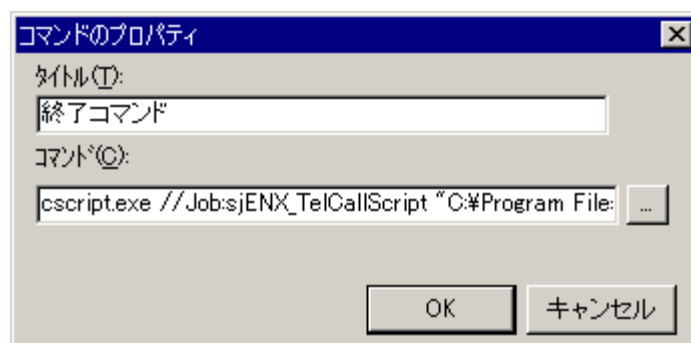 コマンドのプロパティ
ﾀｲﾄﾙ(T):
終了コマンド
ｺﾏﾝﾄﾞ(C):
cscript.exe //Job:sjENX_TelCallScript "C:¥Program Files ...
OK キャンセル